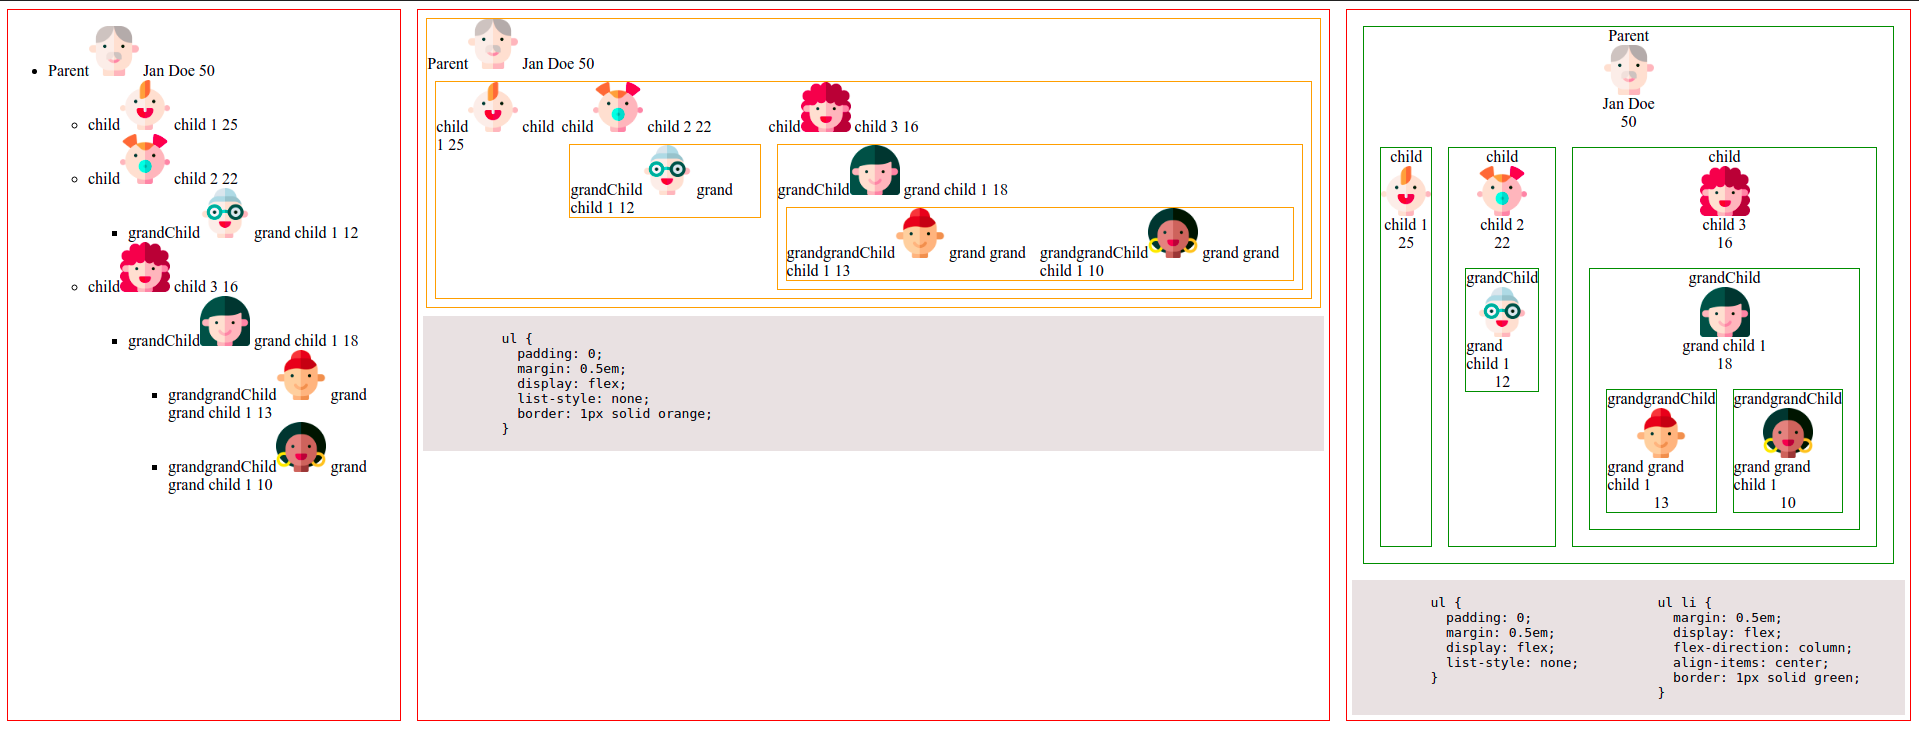 Parent Jan Doe 50
child child 1 25
child child 2 22
grandChild grand child 1 12
child child 3 16
grandChild grand child 1 18
grandgrandChild grand
grand child 1 13
grandgrandChild grand
grand child 1 10
Parent Jan Doe 50
child child
1 25
child child 2 22
grandChild grand
child 1 12
child child 3 16
grandChild grand child 1 18
grandgrandChild grand grand
child 1 13
grandgrandChild grand grand
child 1 10
ul {
  padding: 0;
  margin: 0.5em;
  display: flex;
  list-style: none;
  border: 1px solid orange;
}
Parent
Jan Doe
50
child
child 1
25
child
child 2
22
grandChild
grand
child 1
12
child
child 3
16
grandChild
grand child 1
18
grandgrandChild
grand grand
child 1
13
grandgrandChild
grand grand
child 1
10
ul {
  padding: 0;
  margin: 0.5em;
  display: flex;
  list-style: none;
}
ul li {
  margin: 0.5em;
  display: flex;
  flex-direction: column;
  align-items: center;
  border: 1px solid green;
}